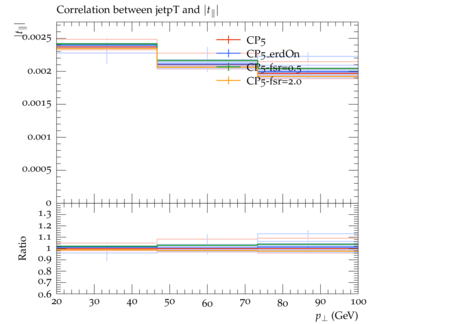 Correlation between jetpT and |t∥|
|t∥|
0.0025
0.002
0.0015
0.001
0.0005
0
CP5
CP5_erdOn
CP5-fsr=0.5
CP5-fsr=2.0
Ratio
1.3
1.2
1.1
1
0.9
0.8
0.7
0.6
20 30 40 50 60 70 80 90 100
p⊥ (GeV)